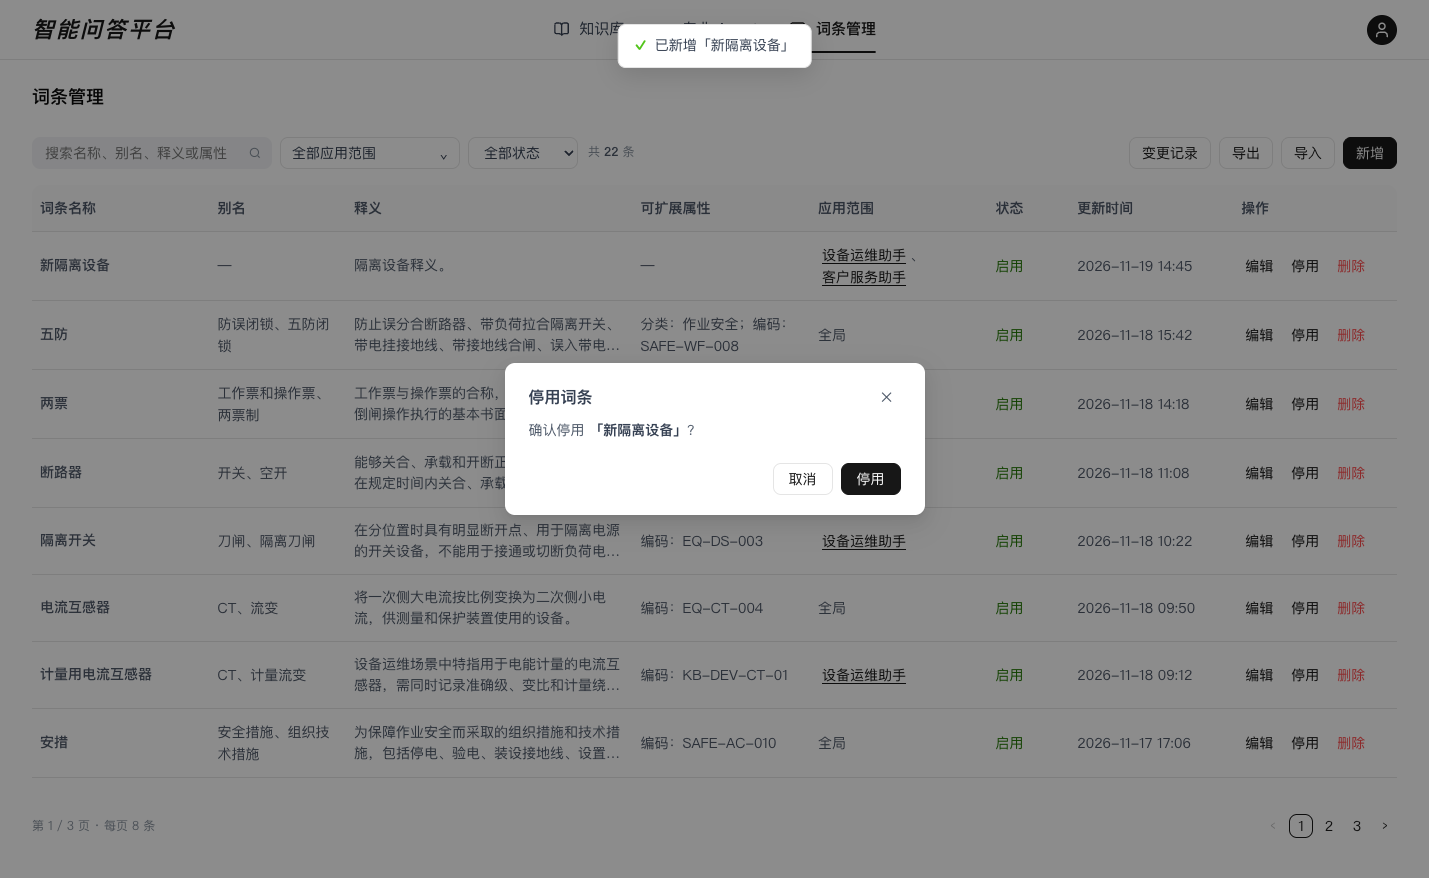 智能问答平台
知识库
词条管理
已新增「新隔离设备」
词条管理
搜索名称、别名、释义或属性
全部应用范围
全部状态
共 22 条
变更记录
导出
导入
新增
词条名称 别名 释义 可扩展属性 应用范围 状态 更新时间 操作
新隔离设备 — 隔离设备释义。 — 设备运维助手、
客户服务助手
启用 2026-11-19 14:45 编辑 停用 删除
五防
防误闭锁、五防闭
锁
防止误分合断路器、带负荷拉合隔离开关、
带电挂接地线、带接地线合闸、误入带电…
分类：作业安全；编码：
SAFE-WF-008
全局 启用 2026-11-18 15:42 编辑 停用 删除
两票
工作票和操作票、
两票制
工作票与操作票的合称，
倒闸操作执行的基本书面
启用 2026-11-18 14:18 编辑 停用 删除
断路器 开关、空开
能够关合、承载和开断正
在规定时间内关合、承载
启用 2026-11-18 11:08 编辑 停用 删除
隔离开关 刀闸、隔离刀闸
在分位置时具有明显断开点、用于隔离电源
的开关设备，不能用于接通或切断负荷电…
编码：EQ-DS-003 设备运维助手 启用 2026-11-18 10:22 编辑 停用 删除
电流互感器 CT、流变
将一次侧大电流按比例变换为二次侧小电
流，供测量和保护装置使用的设备。
编码：EQ-CT-004 全局 启用 2026-11-18 09:50 编辑 停用 删除
计量用电流互感器 CT、计量流变
设备运维场景中特指用于电能计量的电流互
感器，需同时记录准确级、变比和计量绕…
编码：KB-DEV-CT-01 设备运维助手 启用 2026-11-18 09:12 编辑 停用 删除
安措
安全措施、组织技
术措施
为保障作业安全而采取的组织措施和技术措
施，包括停电、验电、装设接地线、设置…
编码：SAFE-AC-010 全局 启用 2026-11-17 17:06 编辑 停用 删除
停用词条
确认停用 「新隔离设备」?
取消 停用
第 1 / 3 页 · 每页 8 条
‹ 1 2 3 ›